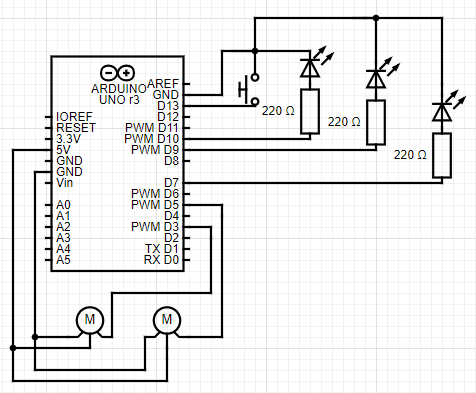 ARDUINO
UNO r3
AREF
GND
D13
D12
PWM D11
PWM D10
PWM D9
D8
D7
PWM D6
PWM D5
D4
PWM D3
D2
TX D1
RX D0
IOREF
RESET
3.3V
5V
GND
GND
Vin
A0
A1
A2
A3
A4
A5
220 Ω
220 Ω
220 Ω
M
M